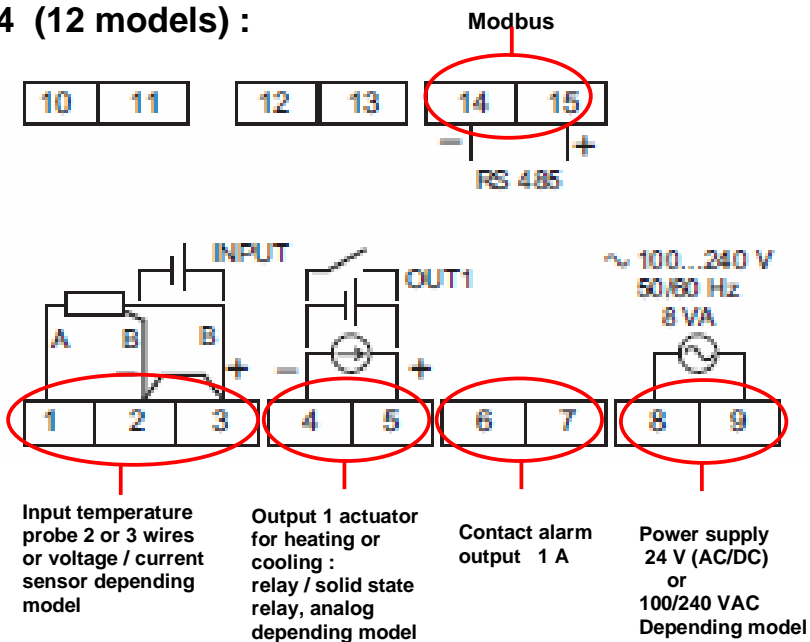 4 (12 models) :
Modbus
10 11 12 13 14 15
− +
RS 485
INPUT
OUT1
~ 100...240 V
50/60 Hz
8 VA
A B B
− + − +
1 2 3 4 5 6 7 8 9
Input temperature
probe 2 or 3 wires
or voltage / current
sensor depending
model
Output 1 actuator
for heating or
cooling :
relay / solid state
relay, analog
depending model
Contact alarm
output 1 A
Power supply
24 V (AC/DC)
or
100/240 VAC
Depending model